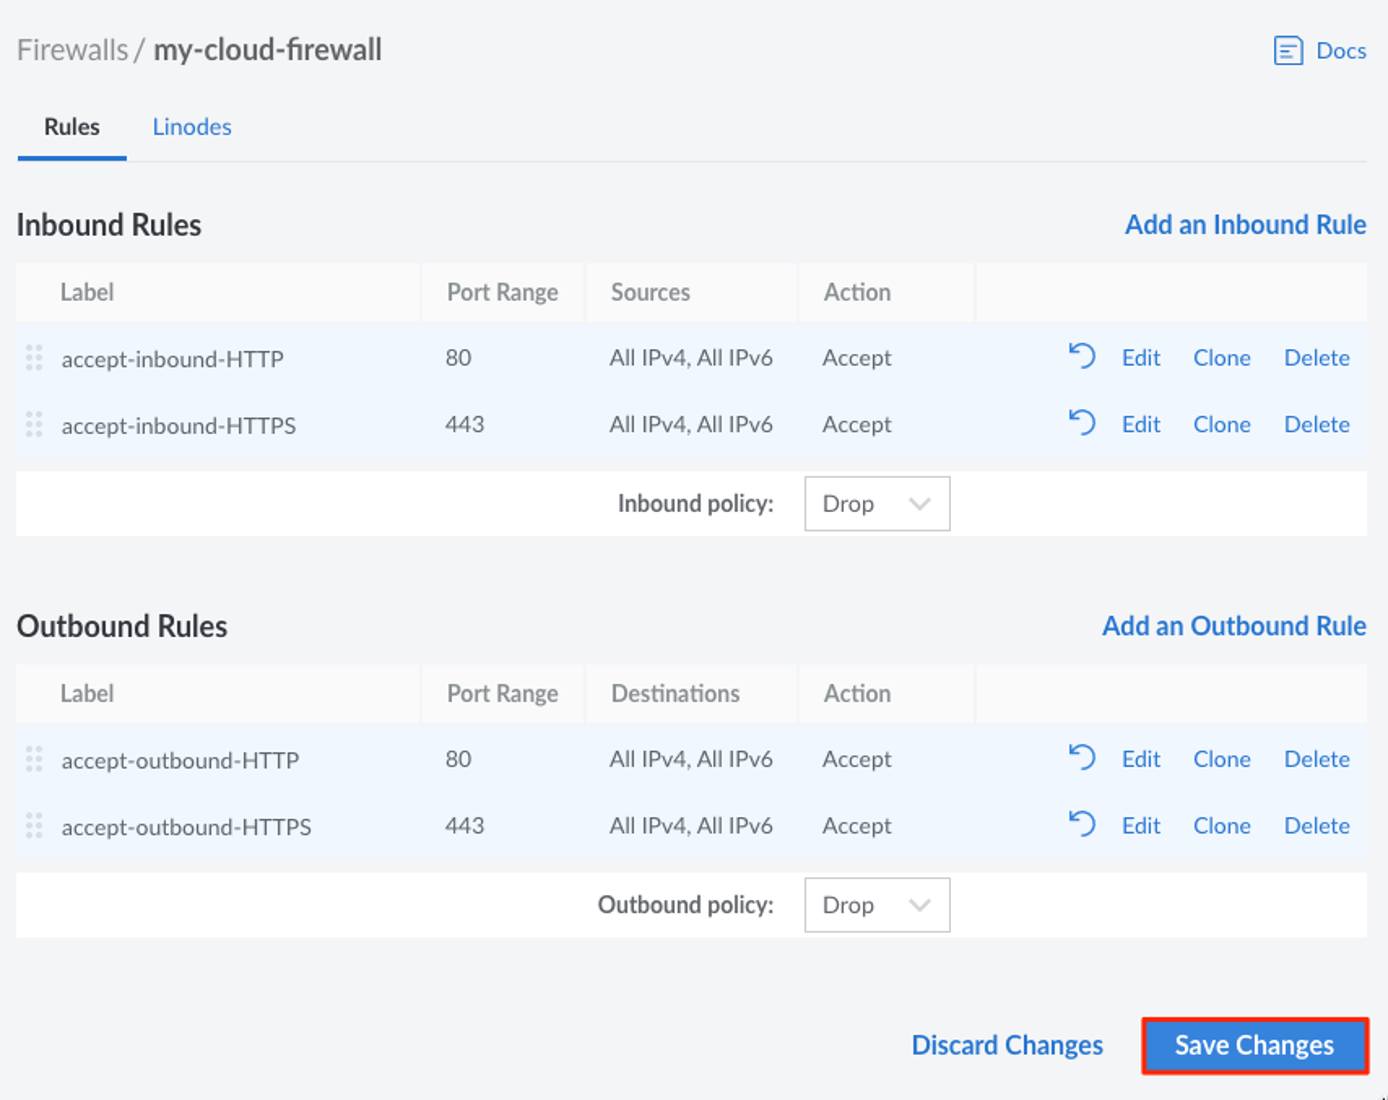 Firewalls / my-cloud-firewall
Docs
Rules Linodes
Inbound Rules Add an Inbound Rule
Label Port Range Sources Action
accept-inbound-HTTP 80 All IPv4, All IPv6 Accept Edit Clone Delete
accept-inbound-HTTPS 443 All IPv4, All IPv6 Accept Edit Clone Delete
Inbound policy: Drop
Outbound Rules Add an Outbound Rule
Label Port Range Destinations Action
accept-outbound-HTTP 80 All IPv4, All IPv6 Accept Edit Clone Delete
accept-outbound-HTTPS 443 All IPv4, All IPv6 Accept Edit Clone Delete
Outbound policy: Drop
Discard Changes Save Changes